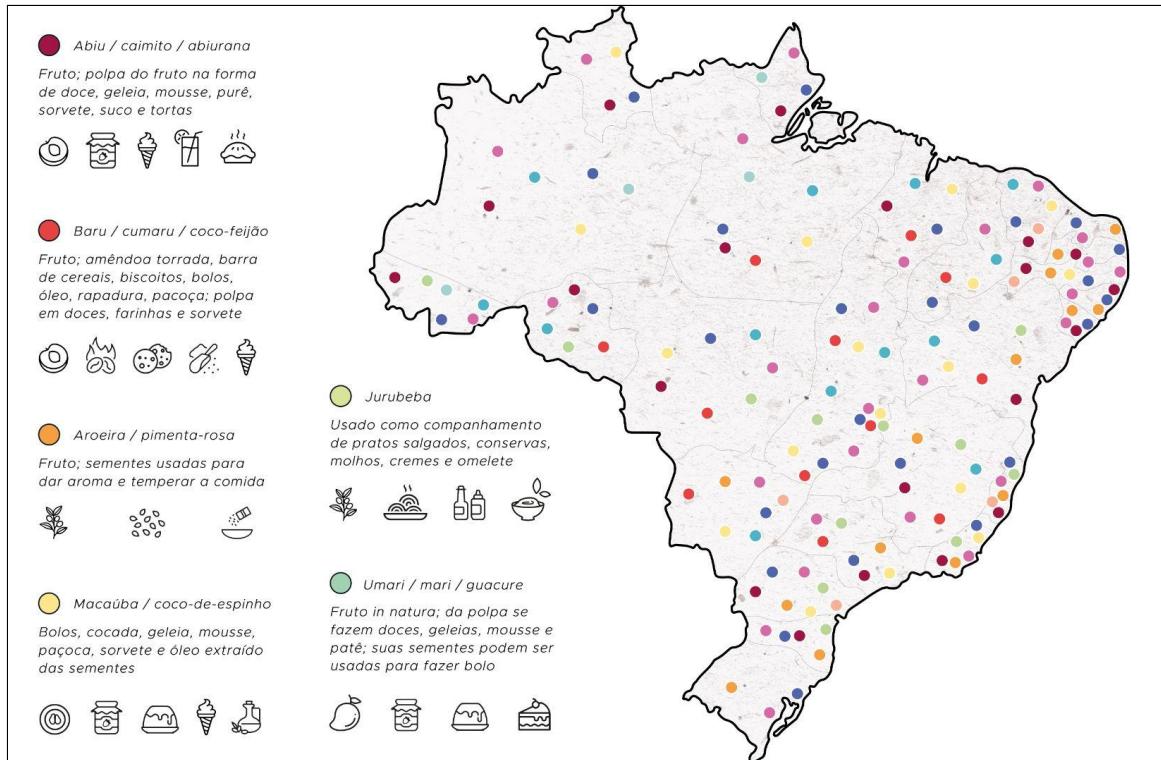 Abiu / caimito / abiurana
Fruto; polpa do fruto na forma
de doce, geleia, mousse, purê,
sorvete, suco e tortas
Baru / cumaru / coco-feijão
Fruto; amêndoa torrada, barra
de cereais, biscoitos, bolos,
óleo, rapadura, pacoça; polpa
em doces, farinhas e sorvete
Aroeira / pimenta-rosa
Fruto; sementes usadas para
dar aroma e temperar a comida
Macaúba / coco-de-espinho
Bolos, cocada, geleia, mousse,
paçoca, sorvete e óleo extraído
das sementes
Jurubeba
Usado como companhamento
de pratos salgados, conservas,
molhos, cremes e omelete
Umari / mari / guacure
Fruto in natura; da polpa se
fazem doces, geleias, mousse e
patê; suas sementes podem ser
usadas para fazer bolo